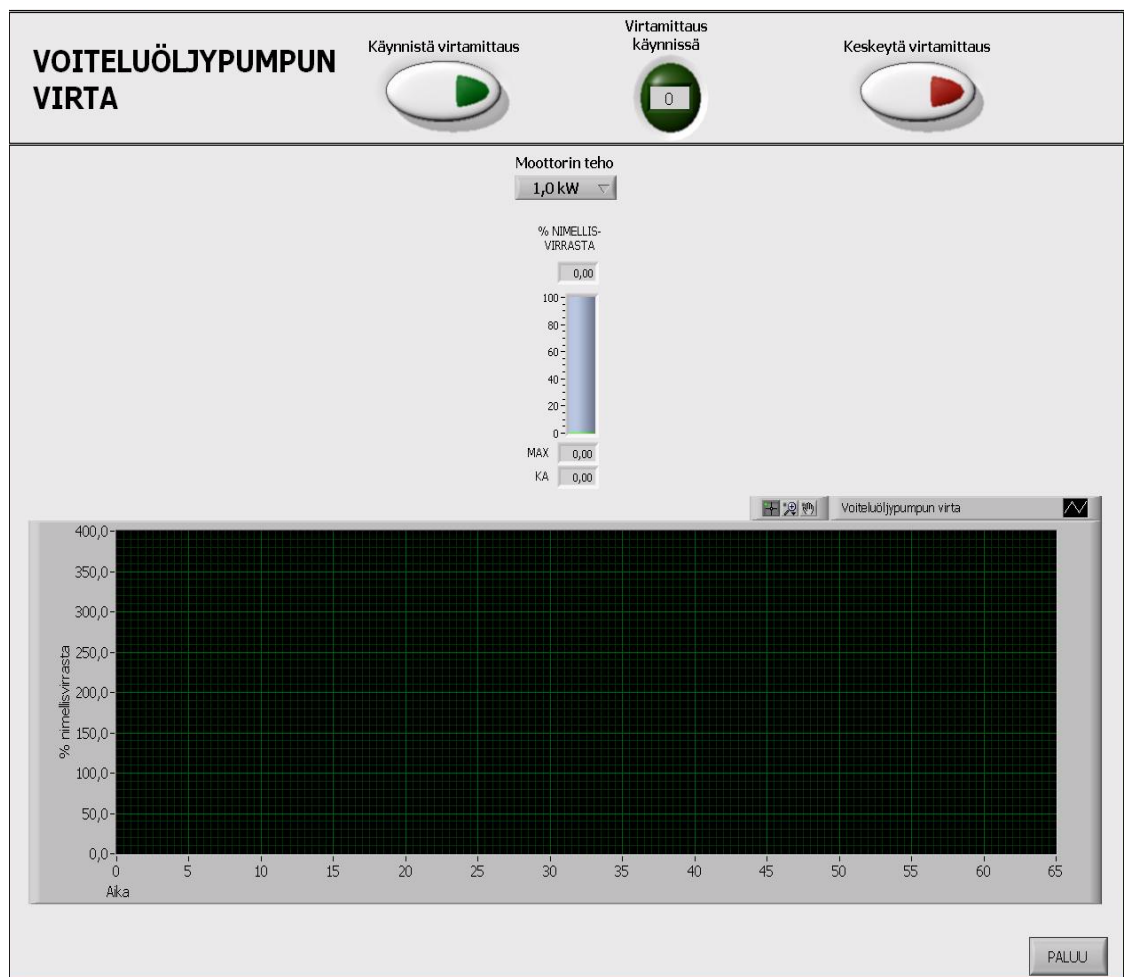 VOITELUÖLJYPUMPUN
VIRTA
Käynnistä virtamittaus
Virtamittaus
käynnissä
0
Keskeytä virtamittaus
Moottorin teho
1,0 kW
% NIMELLIS-
VIRRASTA
0,00
100
80
60
40
20
0
MAX 0,00
KA 0,00
Voiteluöljypumpun virta
% nimellisvirrasta
400,0
350,0
300,0
250,0
200,0
150,0
100,0
50,0
0,0
0 5 10 15 20 25 30 35 40 45 50 55 60 65
Aika
PALUU